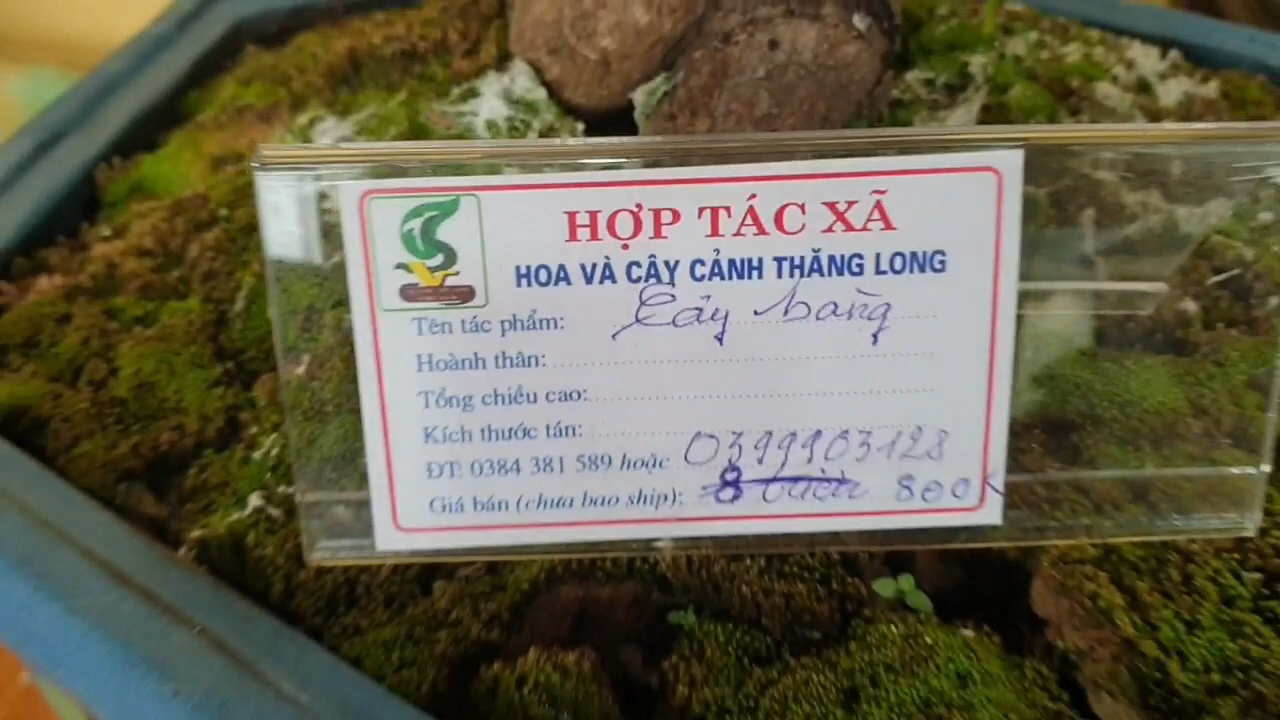 HỢP TÁC XÃ
HOA VÀ CÂY CẢNH THĂNG LONG
Tên tác phẩm: Cây bàng
Hoành thân:
Tổng chiều cao:
Kích thước tán:
ĐT: 0384 381 589 hoặc 0399903128
Giá bán (chưa bao ship): 800K